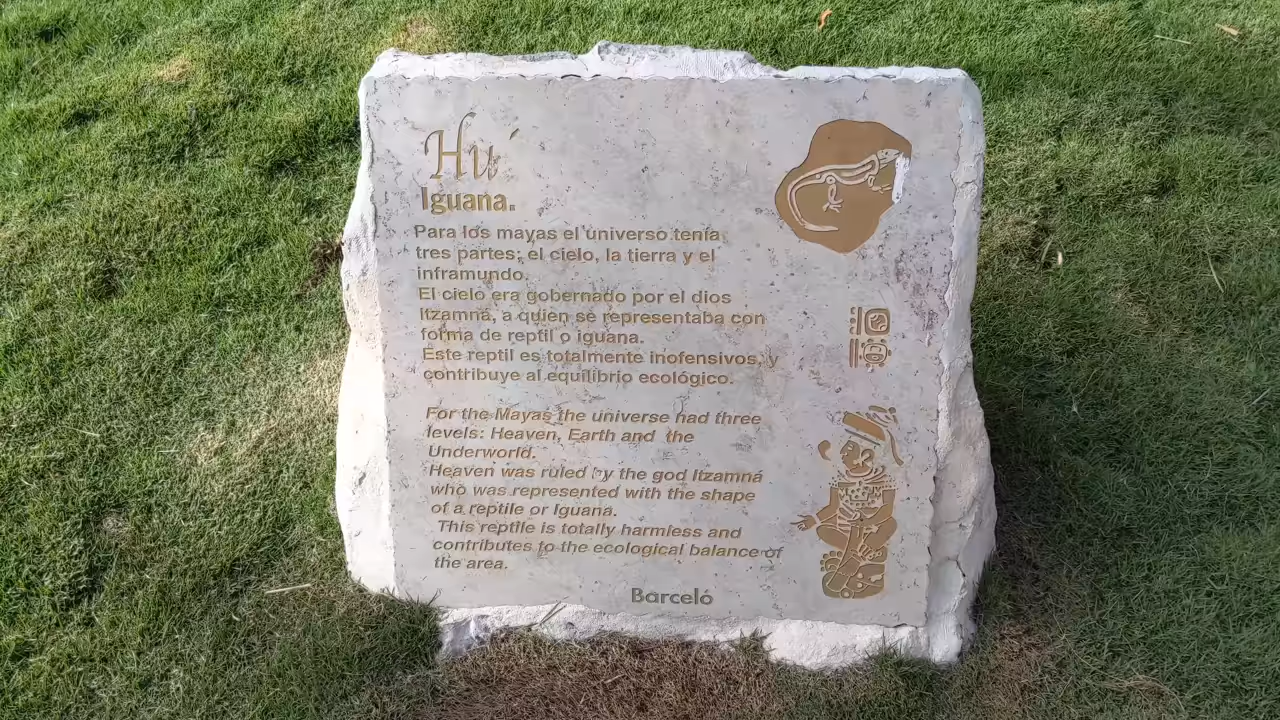 Hú
Iguana.
Para los mayas el universo tenía
tres partes; el cielo, la tierra y el
inframundo.
El cielo era gobernado por el dios
Itzamná, a quien se representaba con
forma de reptil o iguana.
Este reptil es totalmente inofensivos, y
contribuye al equilibrio ecológico.
For the Mayas the universe had three
levels: Heaven, Earth and the
Underworld.
Heaven was ruled by the god Itzamná
who was represented with the shape
of a reptile or Iguana.
This reptile is totally harmless and
contributes to the ecological balance of
the area.
Barceló